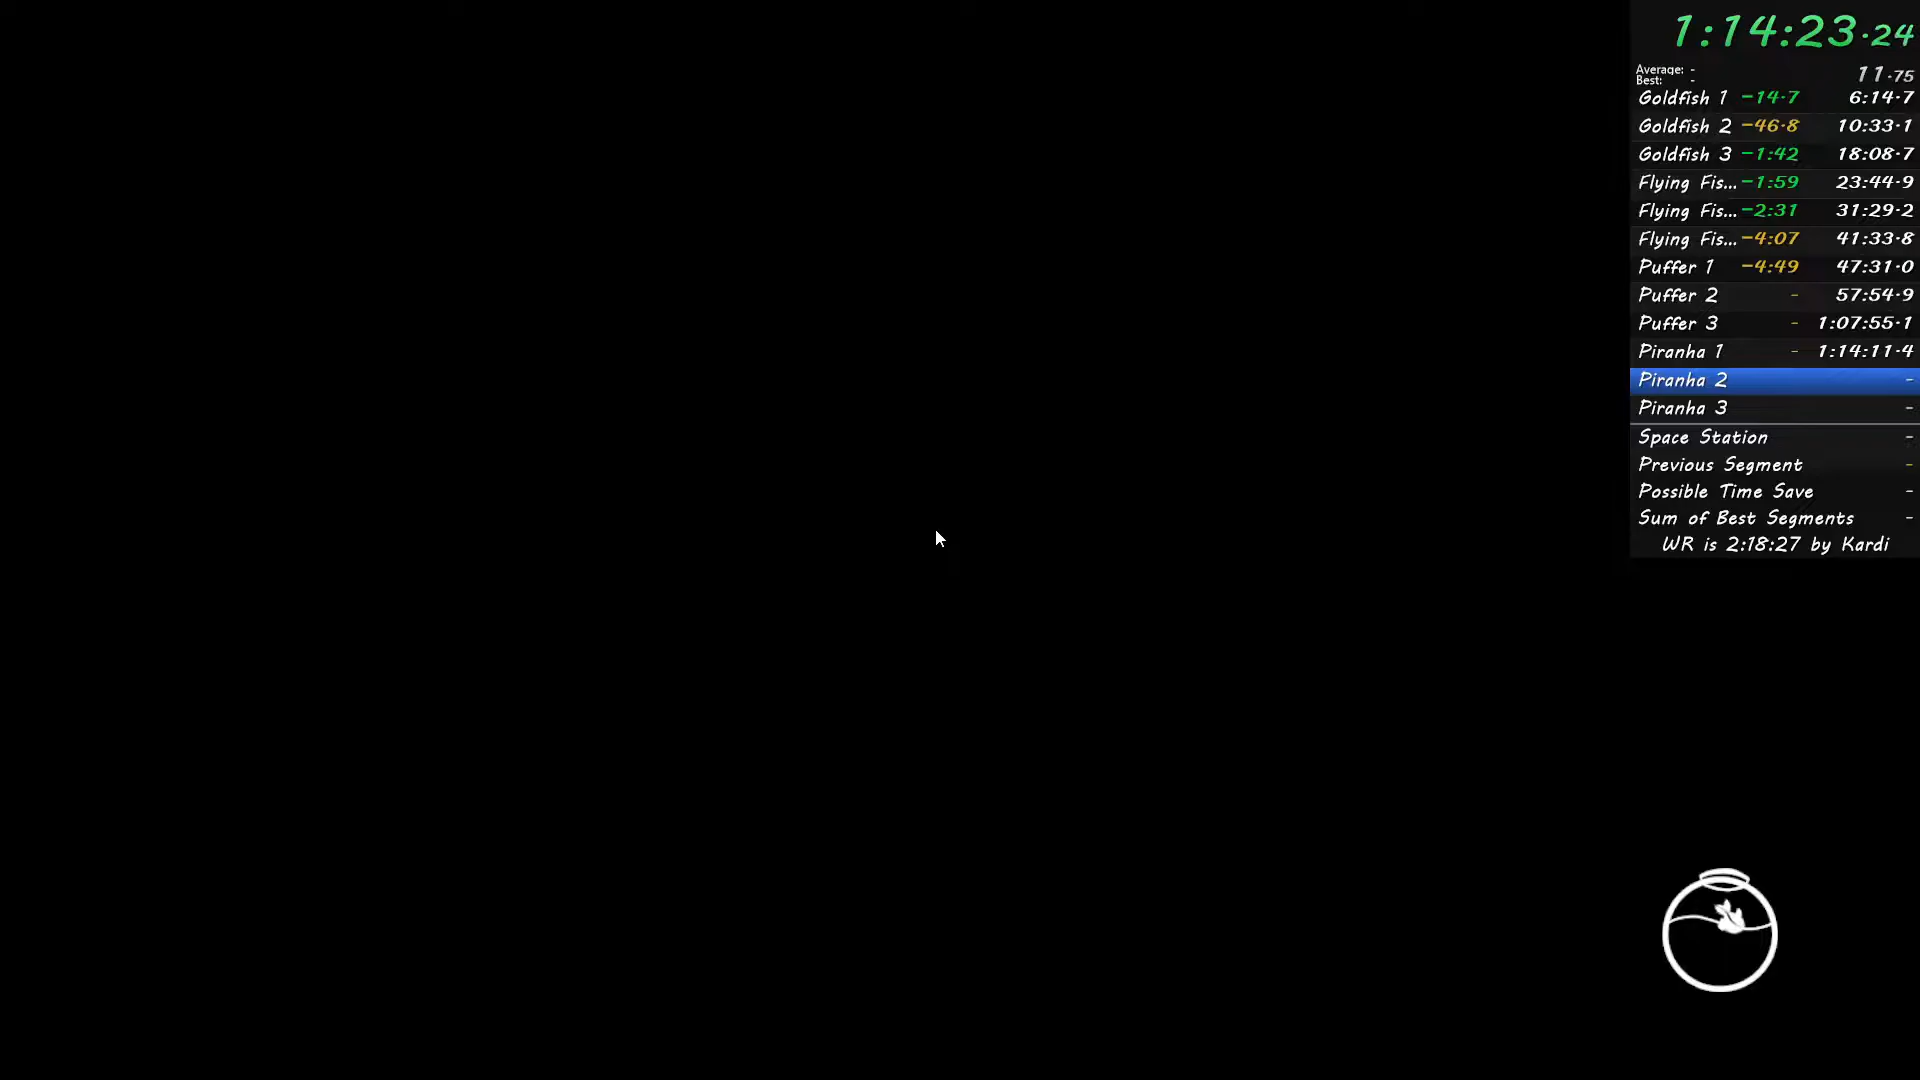 1:14:23.24
Average: - 11.75
Best: -
Goldfish 1 -14.7 6:14.7
Goldfish 2 -46.8 10:33.1
Goldfish 3 -1:42 18:08.7
Flying Fis... -1:59 23:44.9
Flying Fis... -2:31 31:29.2
Flying Fis... -4:07 41:33.8
Puffer 1 -4:49 47:31.0
Puffer 2 - 57:54.9
Puffer 3 - 1:07:55.1
Piranha 1 - 1:14:11.4
Piranha 2 -
Piranha 3 -
Space Station -
Previous Segment -
Possible Time Save -
Sum of Best Segments -
WR is 2:18:27 by Kardi